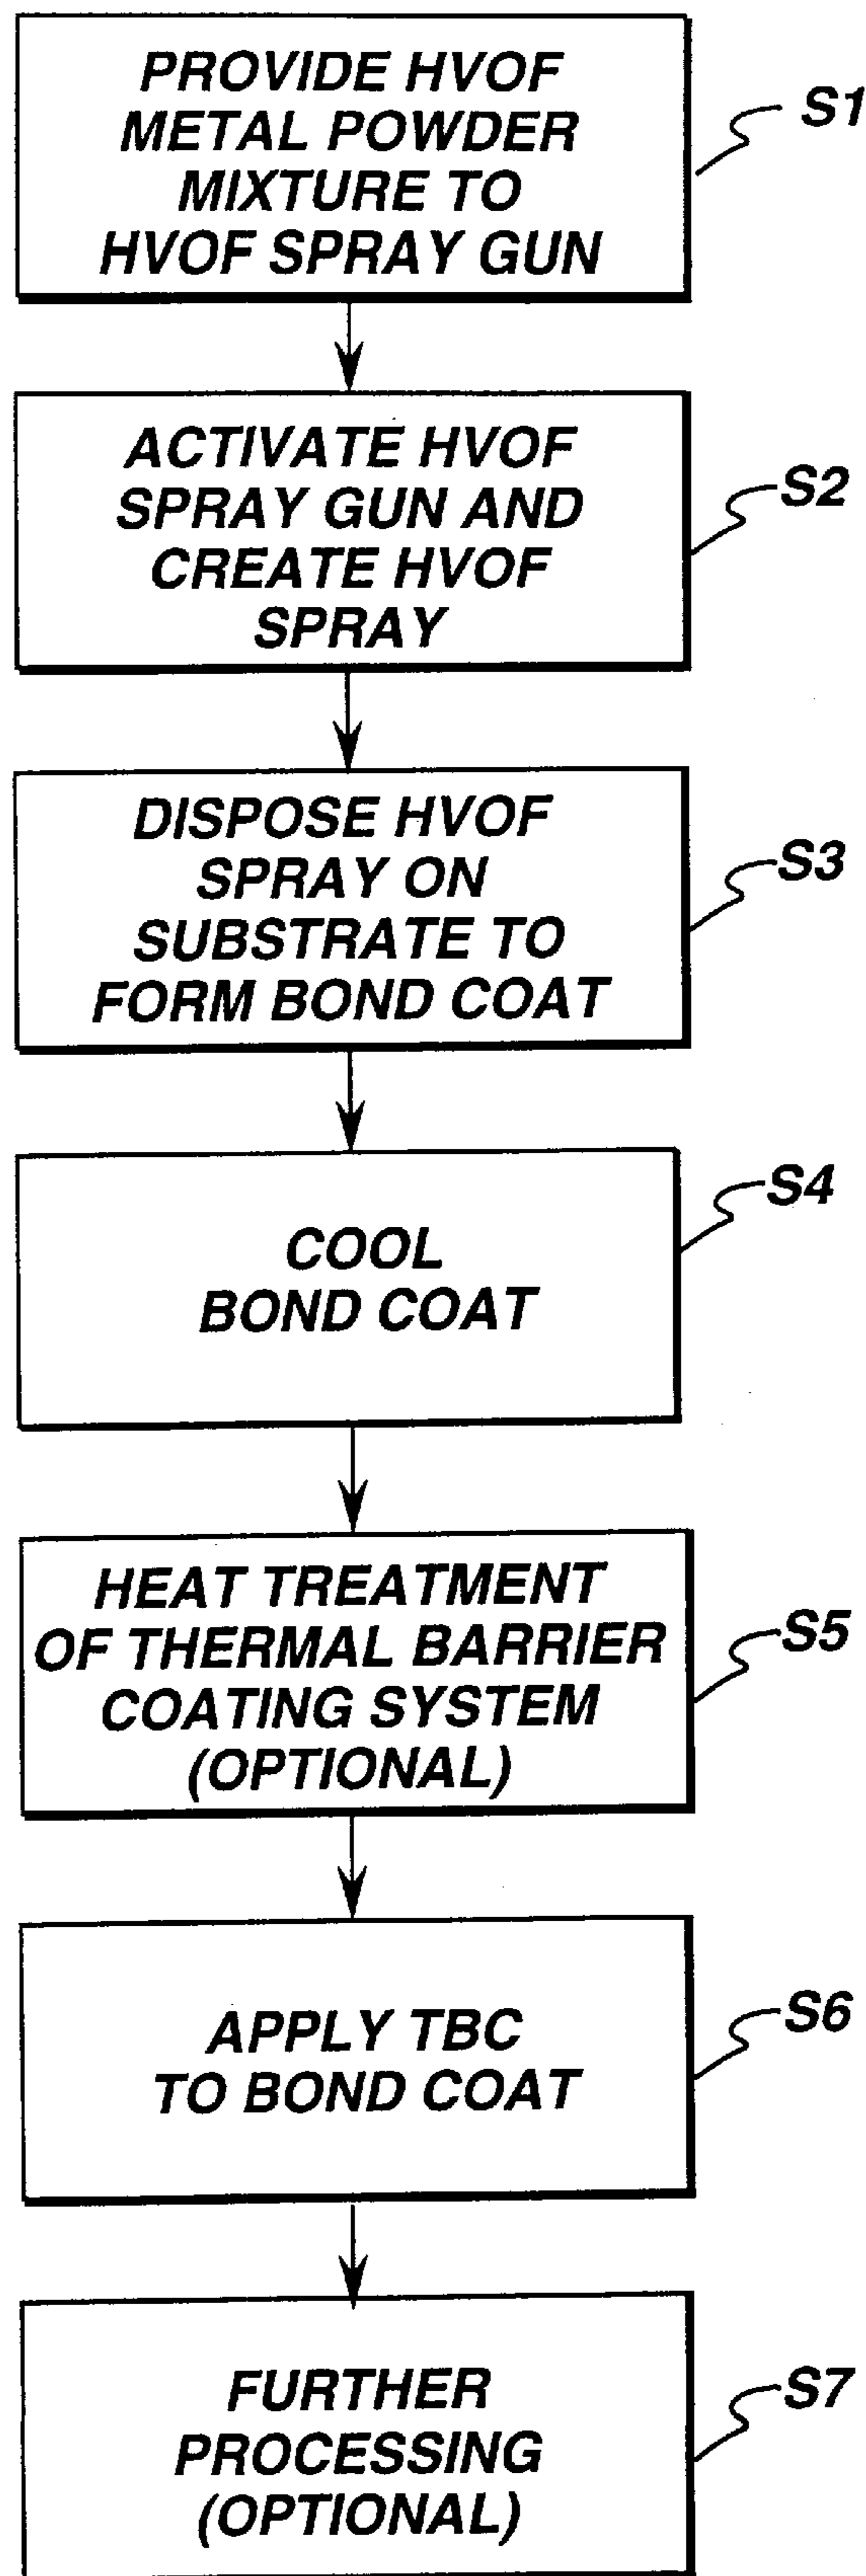 PROVIDE HVOF
METAL POWDER
MIXTURE TO
HVOF SPRAY GUN
S1
ACTIVATE HVOF
SPRAY GUN AND
CREATE HVOF
SPRAY
S2
DISPOSE HVOF
SPRAY ON
SUBSTRATE TO
FORM BOND COAT
S3
COOL
BOND COAT
S4
HEAT TREATMENT
OF THERMAL BARRIER
COATING SYSTEM
(OPTIONAL)
S5
APPLY TBC
TO BOND COAT
S6
FURTHER
PROCESSING
(OPTIONAL)
S7